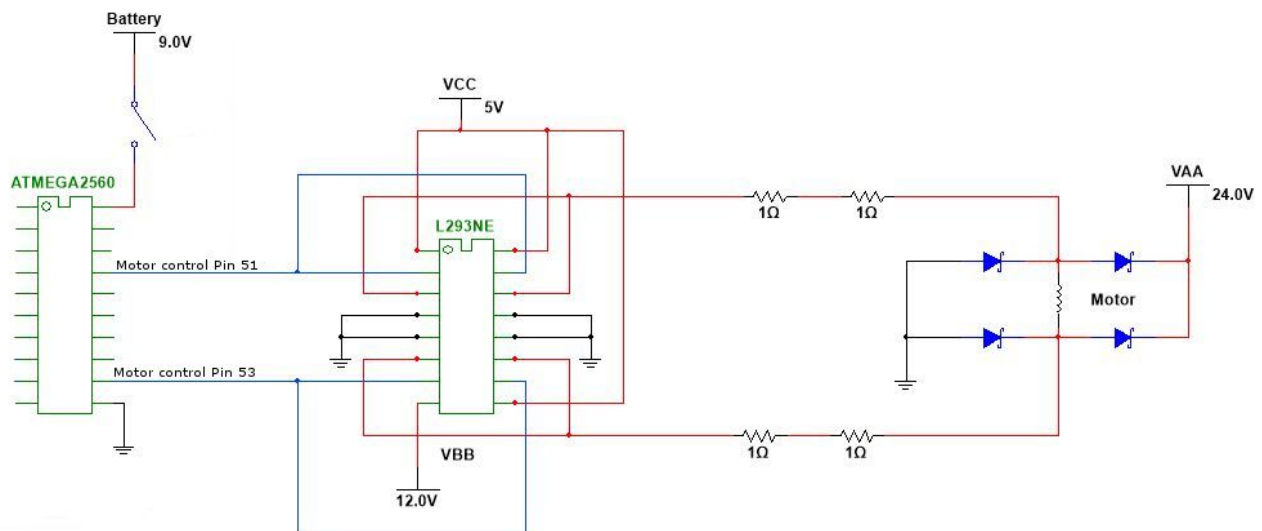 Battery
9.0V
VCC
5V
ATMEGA2560
VAA
24.0V
1Ω
1Ω
L293NE
Motor control Pin 51
Motor
Motor control Pin 53
1Ω
1Ω
VBB
12.0V